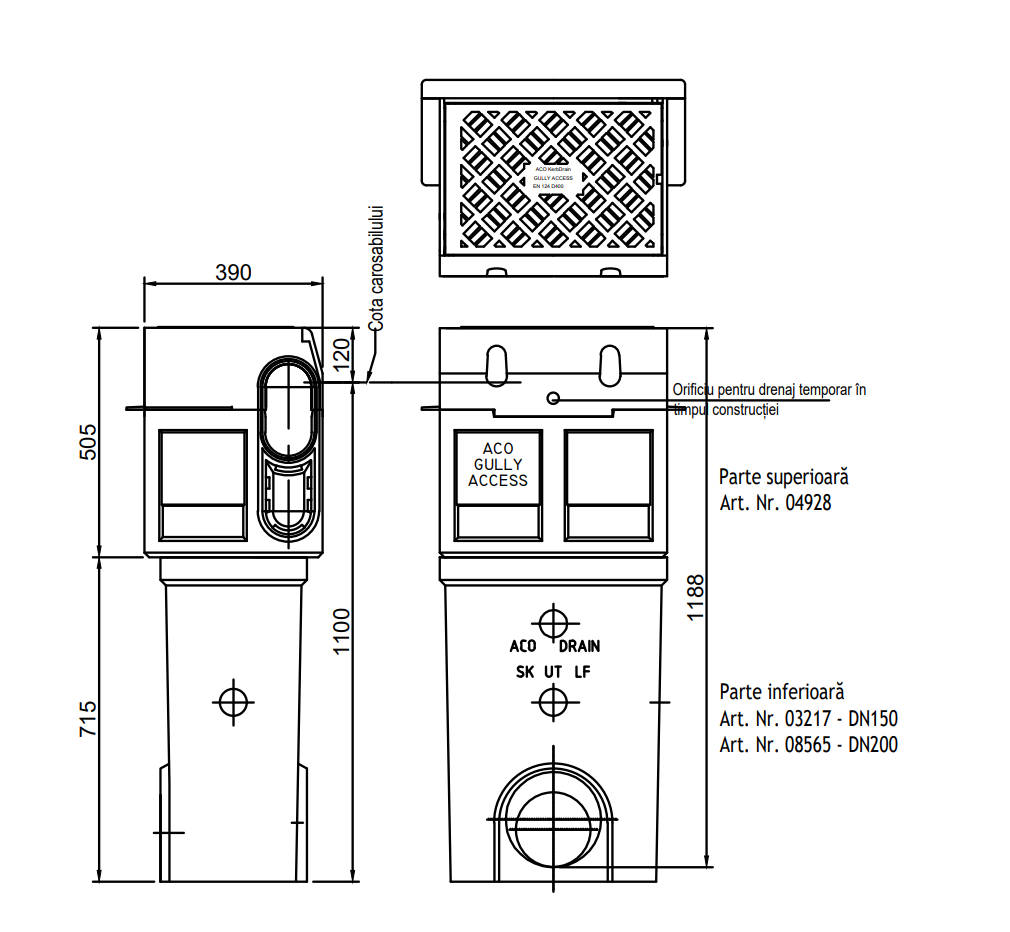 ACO KerbDrain
GULLY ACCESS
EN 124 D400
390
Cota carosabilului
120
505
Orificiu pentru drenaj temporar în
timpul construcției
ACO
GULLY
ACCESS
Parte superioară
Art. Nr. 04928
1188
1100
ACO DRAIN
SK UT LF
715
Parte inferioară
Art. Nr. 03217 - DN150
Art. Nr. 08565 - DN200